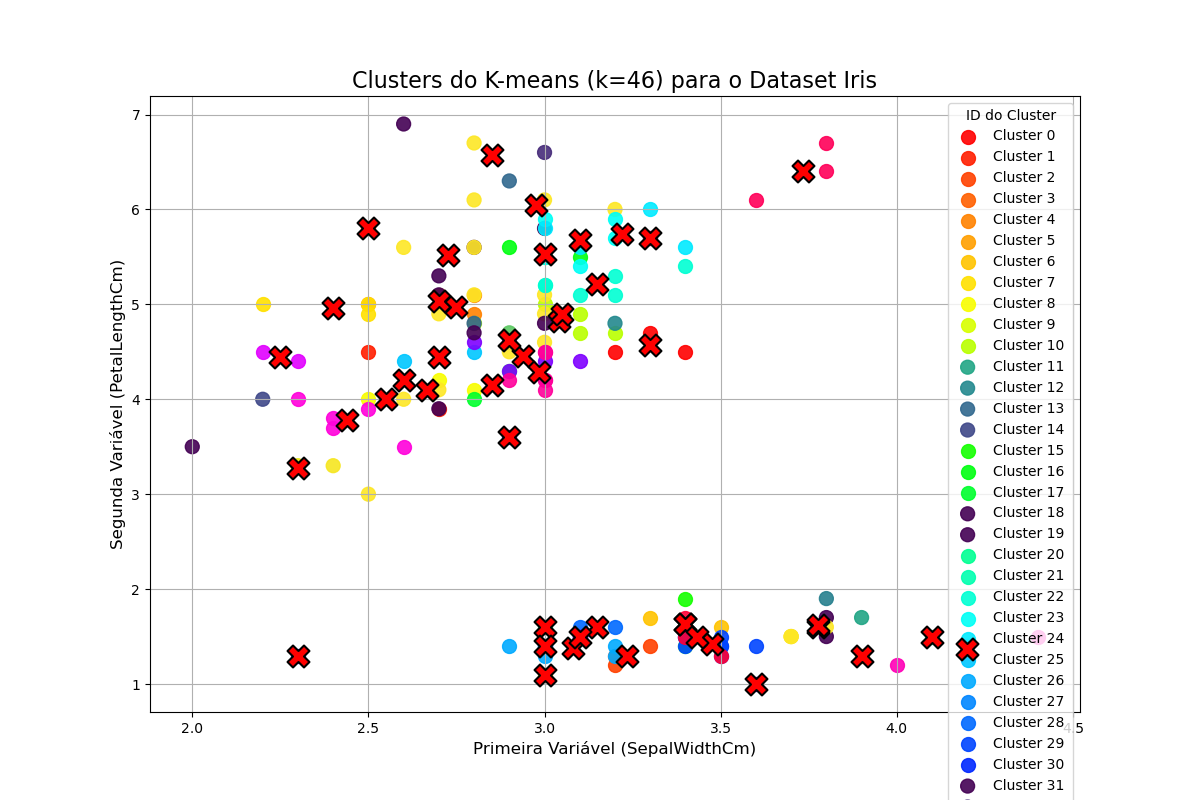 Clusters do K-means (k=46) para o Dataset Iris
Segunda Variável (PetalLengthCm)
7
6
5
4
3
2
1
2.0
2.5
3.0
3.5
4.0
4.5
Primeira Variável (SepalWidthCm)
ID do Cluster
Cluster 0
Cluster 1
Cluster 2
Cluster 3
Cluster 4
Cluster 5
Cluster 6
Cluster 7
Cluster 8
Cluster 9
Cluster 10
Cluster 11
Cluster 12
Cluster 13
Cluster 14
Cluster 15
Cluster 16
Cluster 17
Cluster 18
Cluster 19
Cluster 20
Cluster 21
Cluster 22
Cluster 23
Cluster 24
Cluster 25
Cluster 26
Cluster 27
Cluster 28
Cluster 29
Cluster 30
Cluster 31